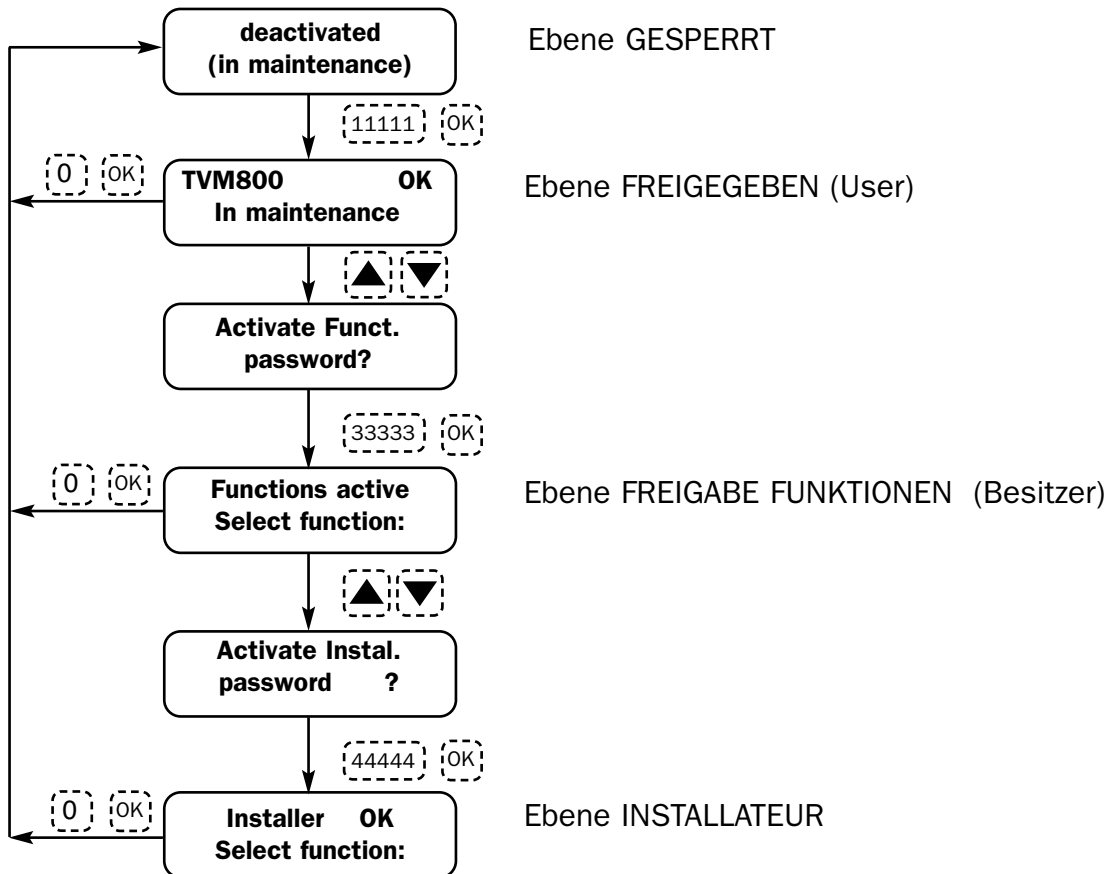 deactivated
(in maintenance)
Ebene GESPERRT
11111 OK
0 OK
TVM800 OK
In maintenance
Ebene FREIGEGEBEN (User)
Activate Funct.
password?
33333 OK
0 OK
Functions active
Select function:
Ebene FREIGABE FUNKTIONEN (Besitzer)
Activate Instal.
password ?
44444 OK
0 OK
Installer OK
Select function:
Ebene INSTALLATEUR